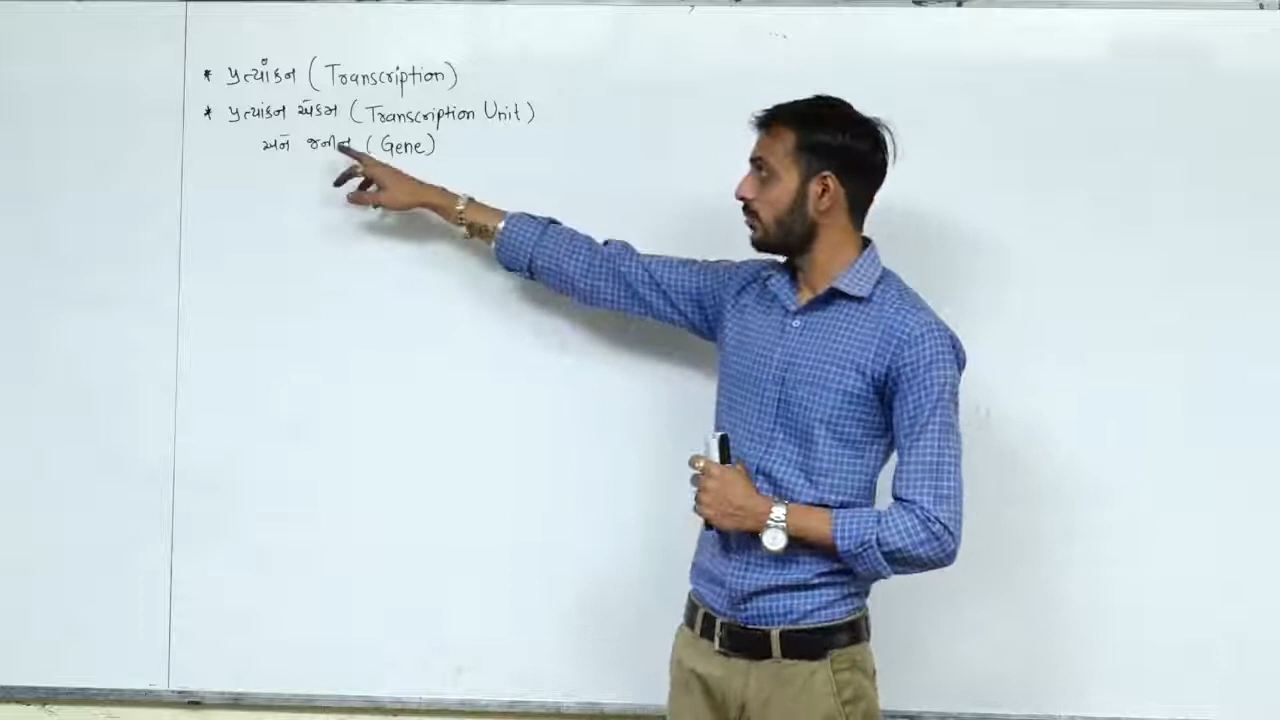 * પ્રત્યાંકન (Transcription)
* પ્રત્યાંકન એકમ (Transcription Unit)
અને જનીન (Gene)